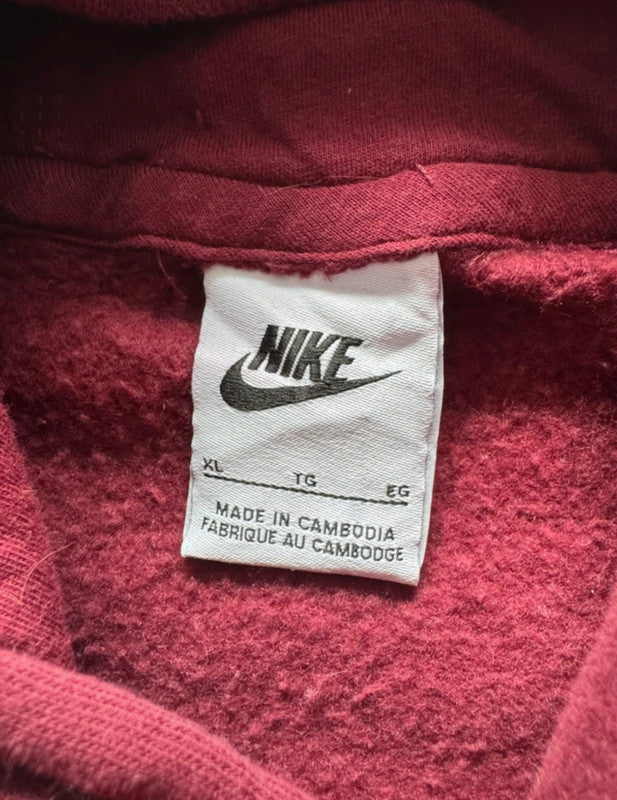 NIKE
XL TG EG
MADE IN CAMBODIA
FABRIQUE AU CAMBODGE